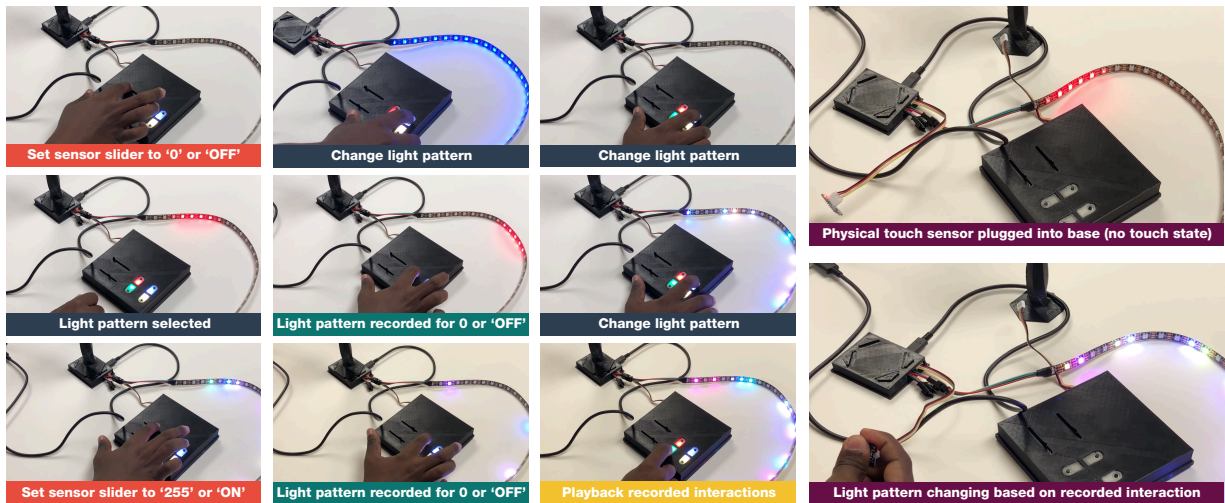 Set sensor slider to ‘0’ or ‘OFF’
Change light pattern
Change light pattern
Light pattern selected
Light pattern recorded for 0 or ‘OFF’
Change light pattern
Set sensor slider to ‘255’ or ‘ON’
Light pattern recorded for 0 or ‘OFF’
Playback recorded interactions
Physical touch sensor plugged into base (no touch state)
Light pattern changing based on recorded interaction